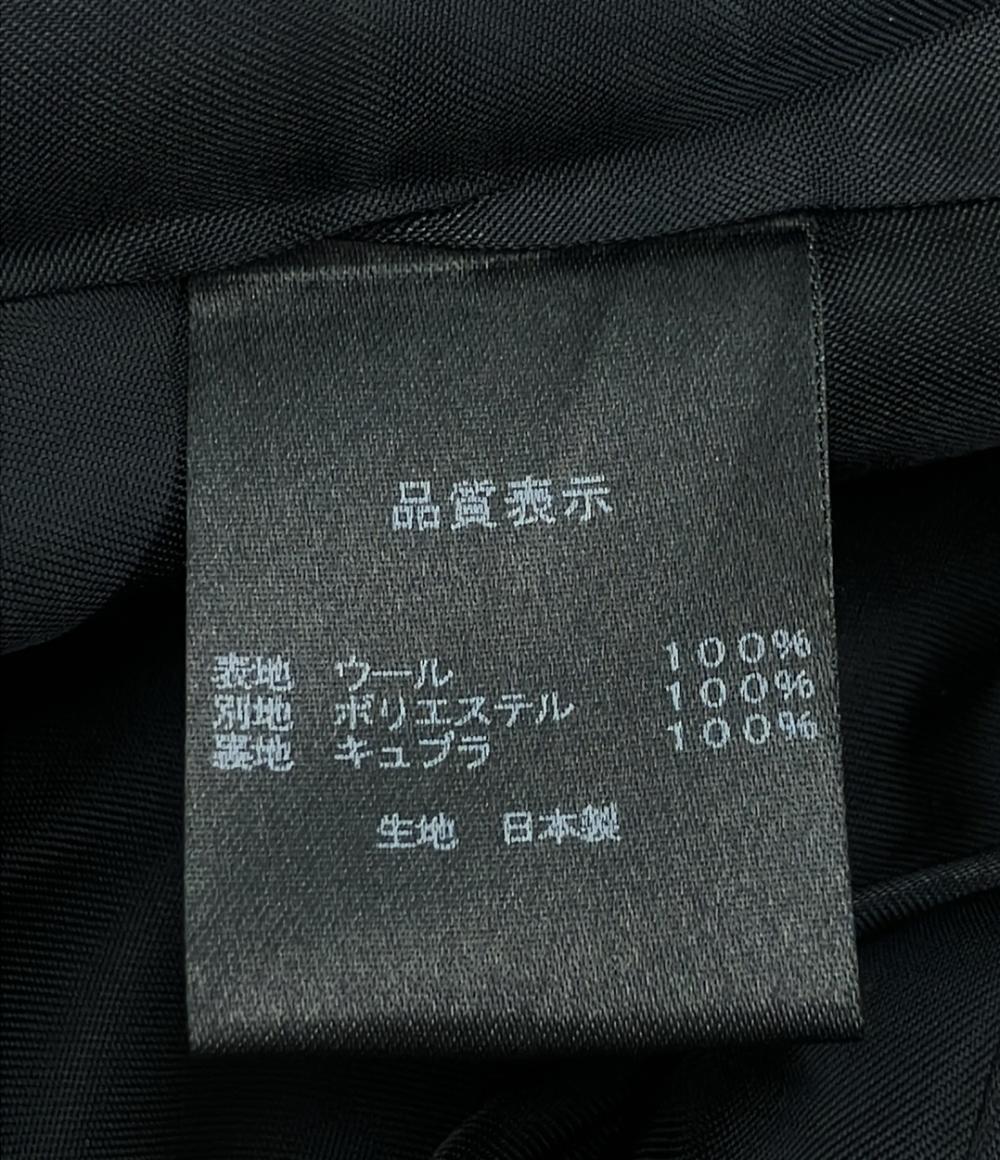 品質表示
表地 ウール 100%
別地 ポリエステル 100%
裏地 キュプラ 100%
生地 日本製